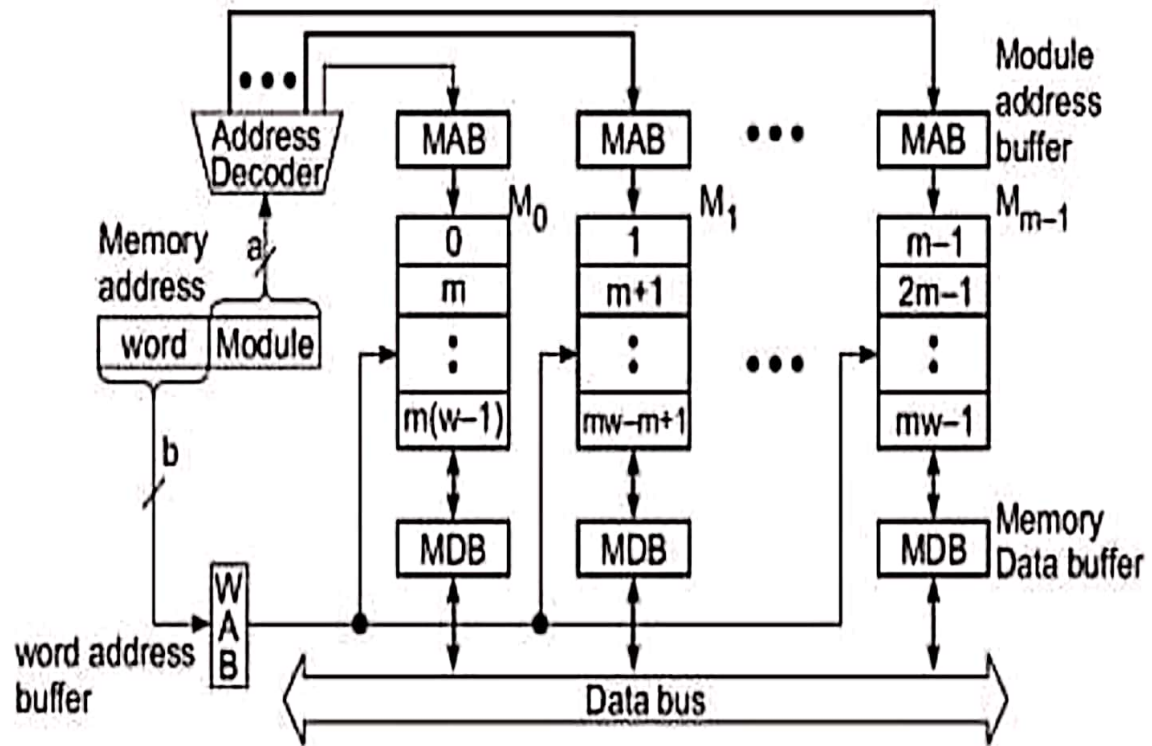 Module
address
buffer
Address
Decoder
MAB
MAB
MAB
M0
M1
Mm−1
Memory
address
a
word
Module
0
1
m−1
m
m+1
2m−1
m(w−1)
mw−m+1
mw−1
b
MDB
MDB
MDB
Memory
Data buffer
W
A
B
word address
buffer
Data bus